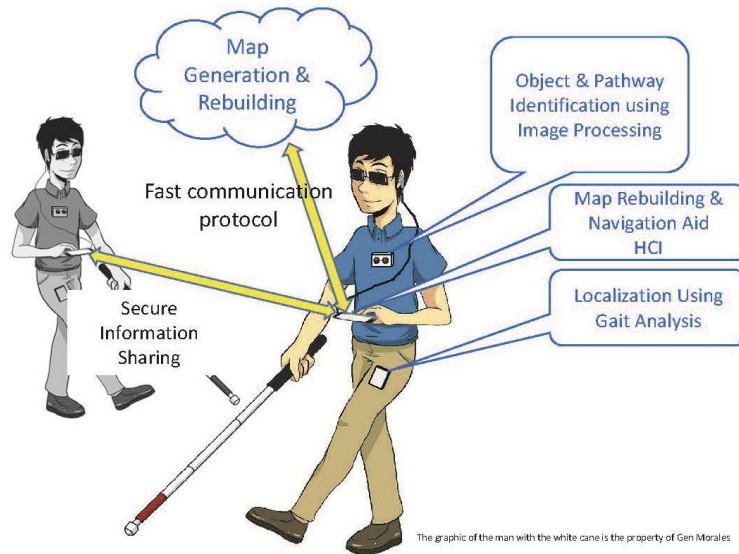 Map
Generation &
Rebuilding
Object & Pathway
Identification using
Image Processing
Fast communication
protocol
Map Rebuilding &
Navigation Aid
HCI
Localization Using
Gait Analysis
Secure
Information
Sharing
The graphic of the man with the white cane is the property of Gen Morales